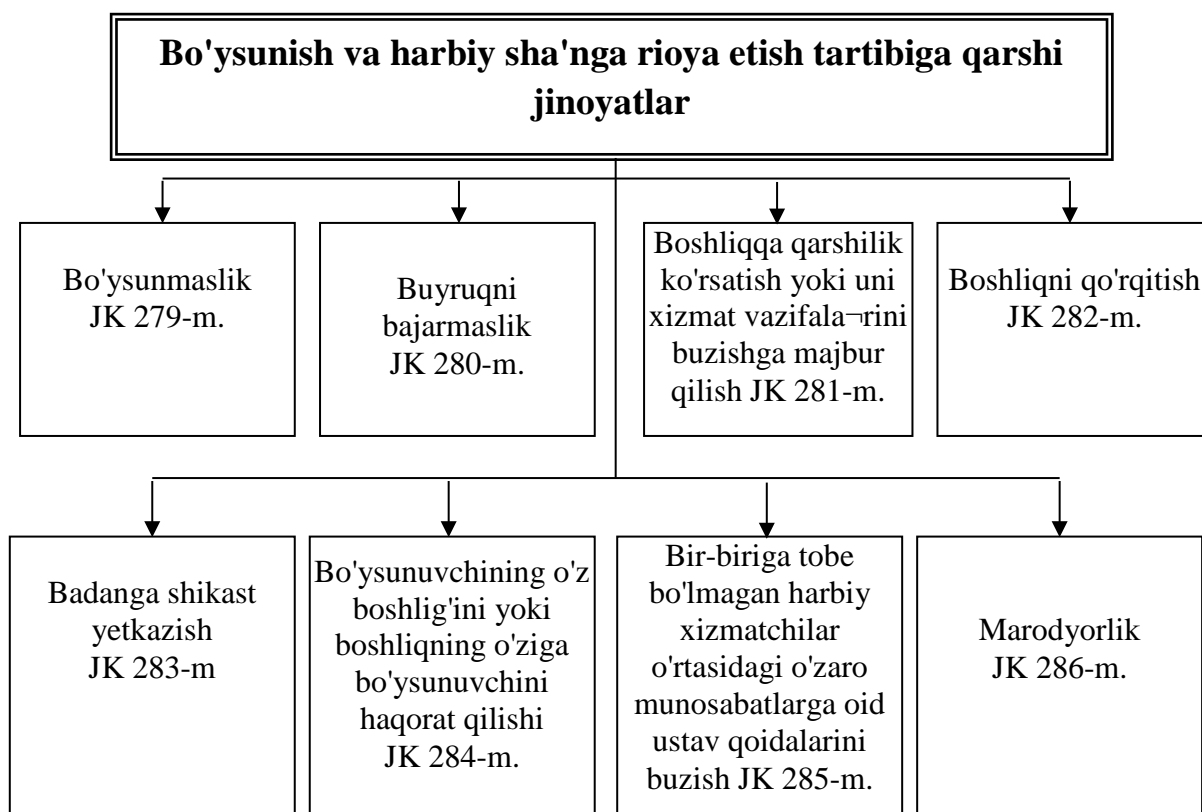 Bo'ysunish va harbiy sha'nga rioya etish tartibiga qarshi
jinoyatlar
Bo'ysunmaslik
JK 279-m.
Buyruqni
bajarmaslik
JK 280-m.
Boshliqqa qarshilik
ko'rsatish yoki uni
xizmat vazifala¬rini
buzishga majbur
qilish JK 281-m.
Boshliqni qo'rqitish
JK 282-m.
Badanga shikast
yetkazish
JK 283-m
Bo'ysunuvchining o'z
boshlig'ini yoki
boshliqning o'ziga
bo'ysunuvchini
haqorat qilishi
JK 284-m.
Bir-biriga tobe
bo'lmagan harbiy
xizmatchilar
o'rtasidagi o'zaro
munosabatlarga oid
ustav qoidalarini
buzish JK 285-m.
Marodyorlik
JK 286-m.